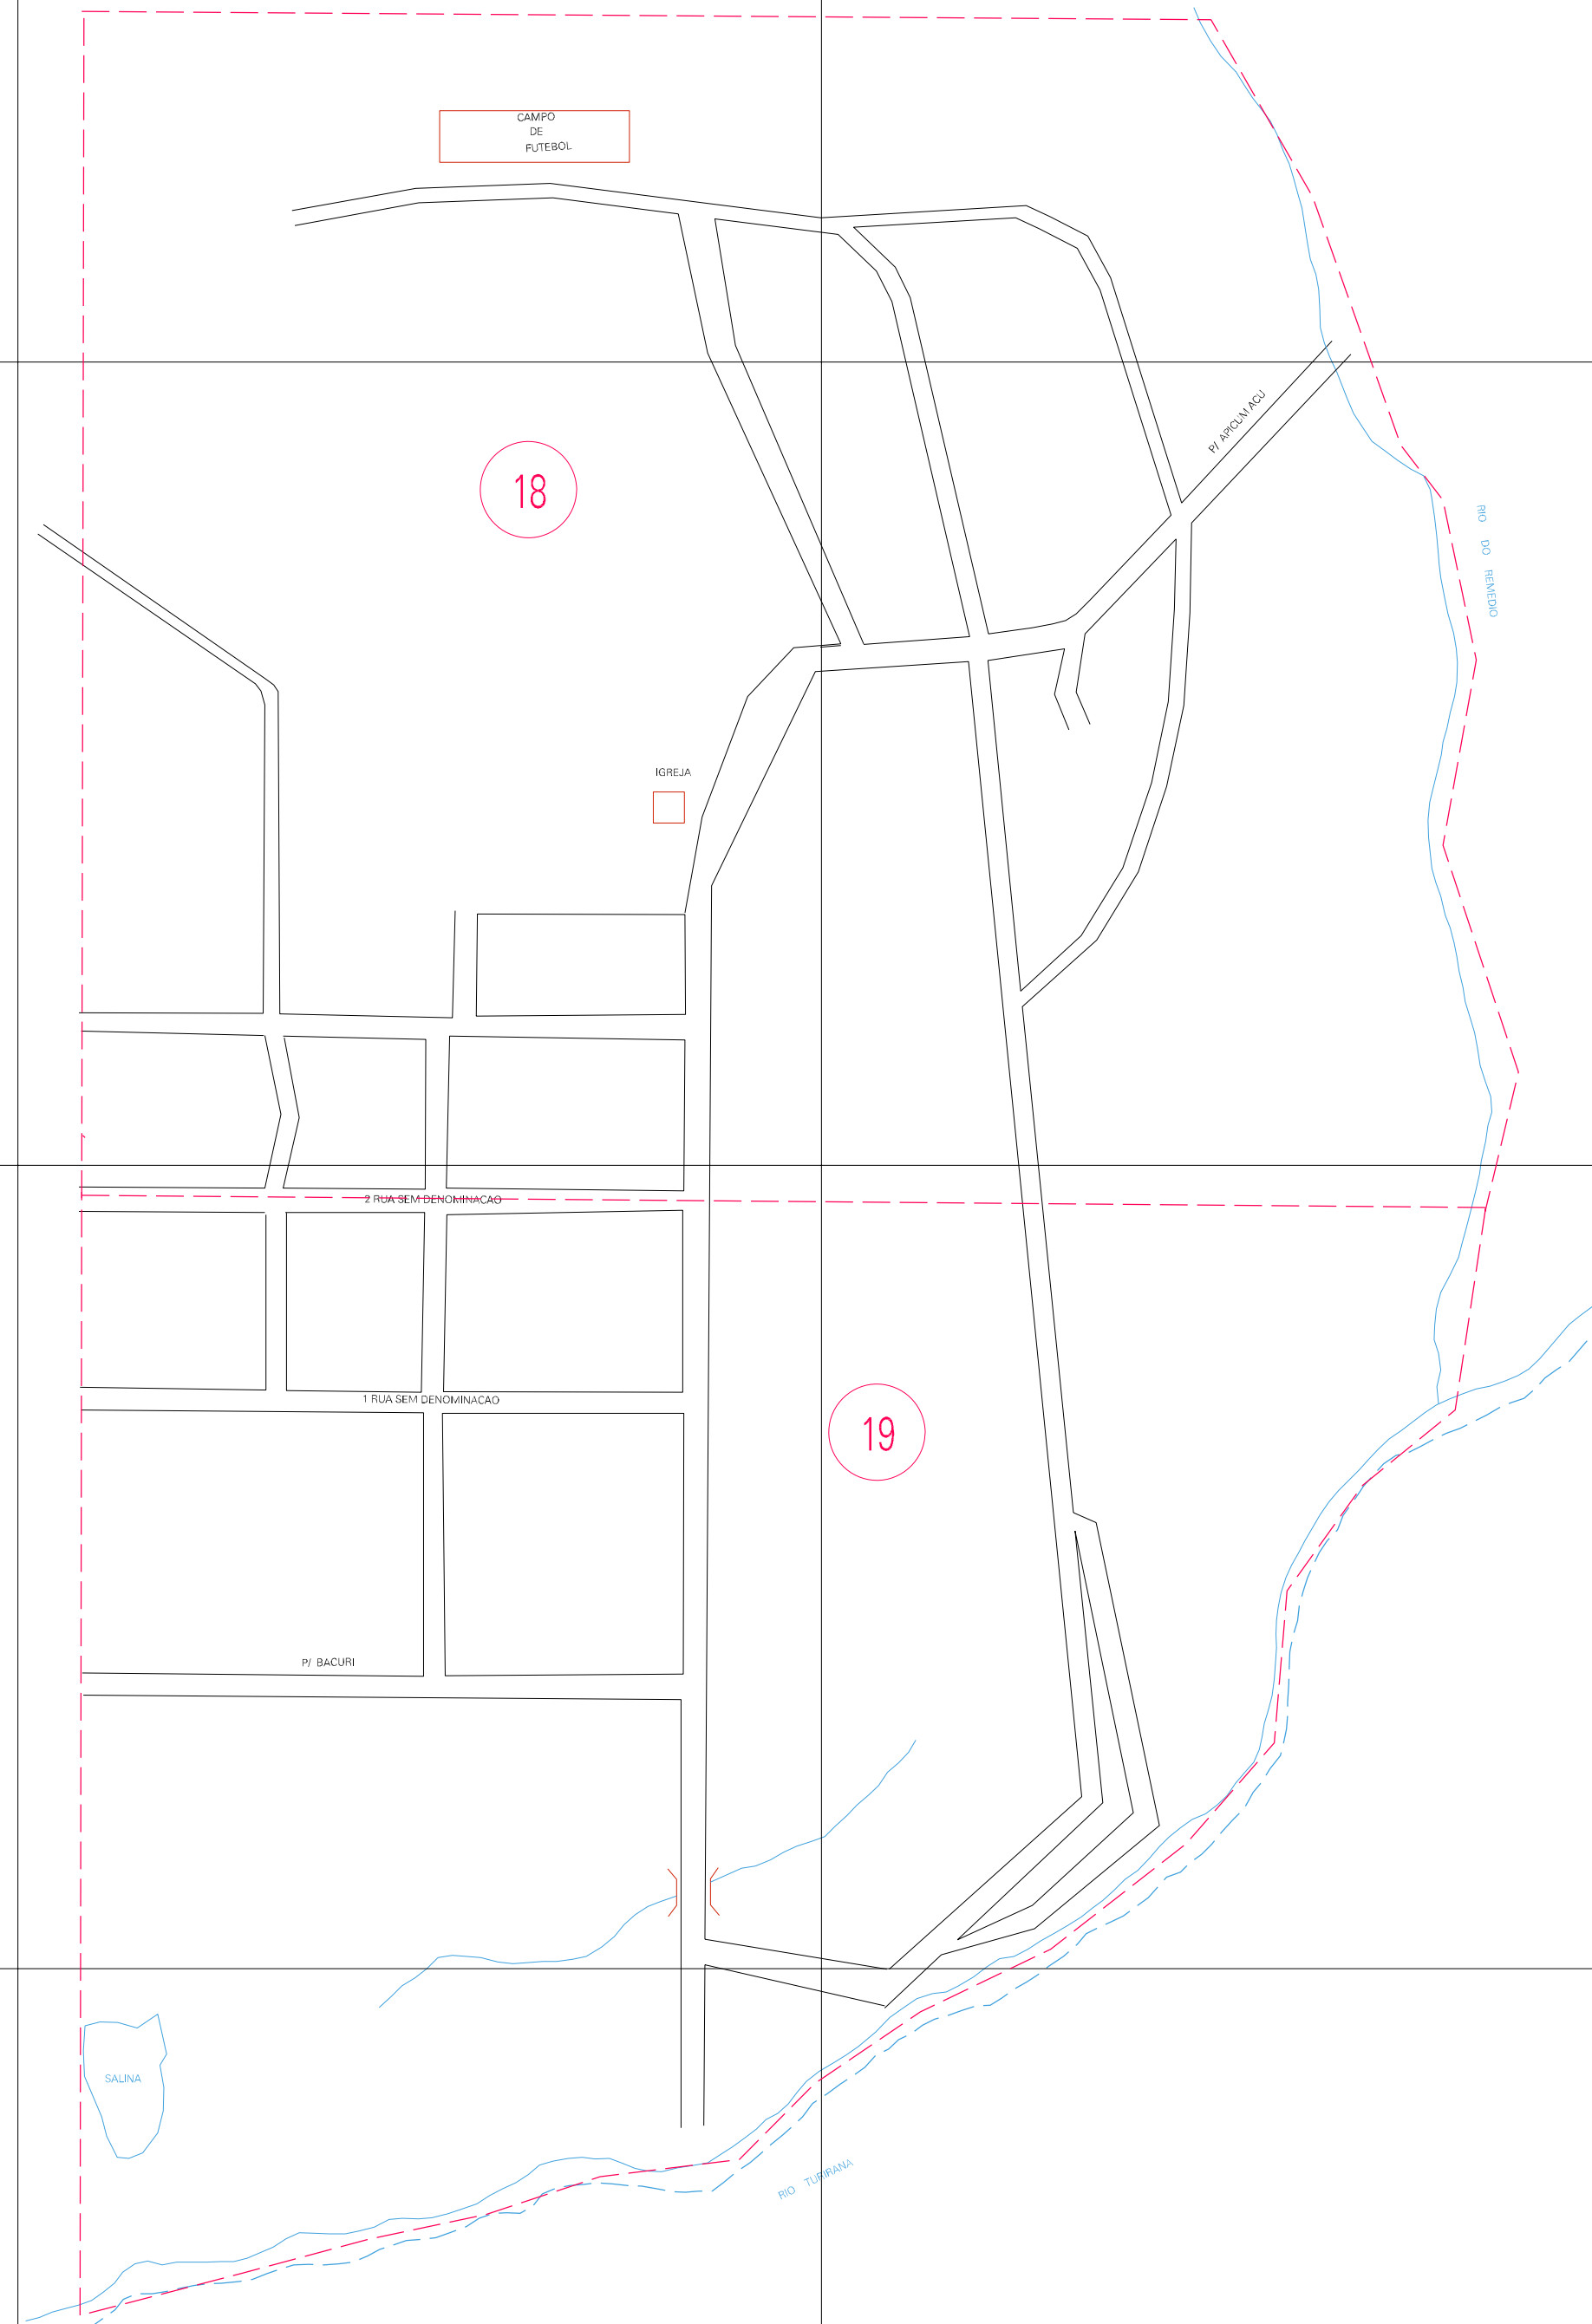 CAMPO
DE
FUTEBOL
P/ APICUM ACU
18
RIO DO REMEDIO
IGREJA
2 RUA SEM DENOMINACAO
1 RUA SEM DENOMINACAO
19
P/ BACURI
SALINA
RIO TURIRANA